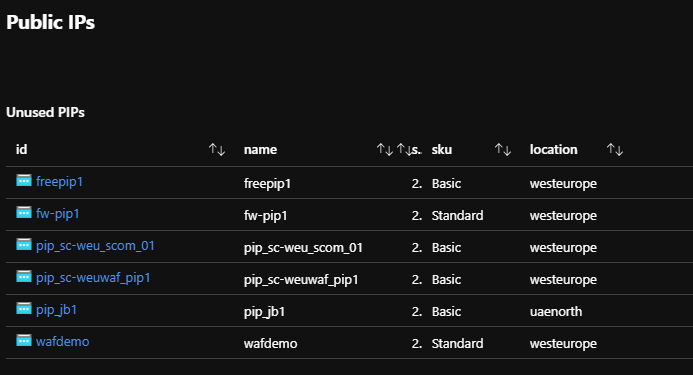 Public IPs
Unused PIPs
id name s. sku location
freepip1 freepip1 2. Basic westeurope
fw-pip1 fw-pip1 2. Standard westeurope
pip_sc-weu_scom_01 pip_sc-weu_scom_01 2. Basic westeurope
pip_sc-weuwaf_pip1 pip_sc-weuwaf_pip1 2. Basic westeurope
pip_jb1 pip_jb1 2. Basic uaenorth
wafdemo wafdemo 2. Standard westeurope